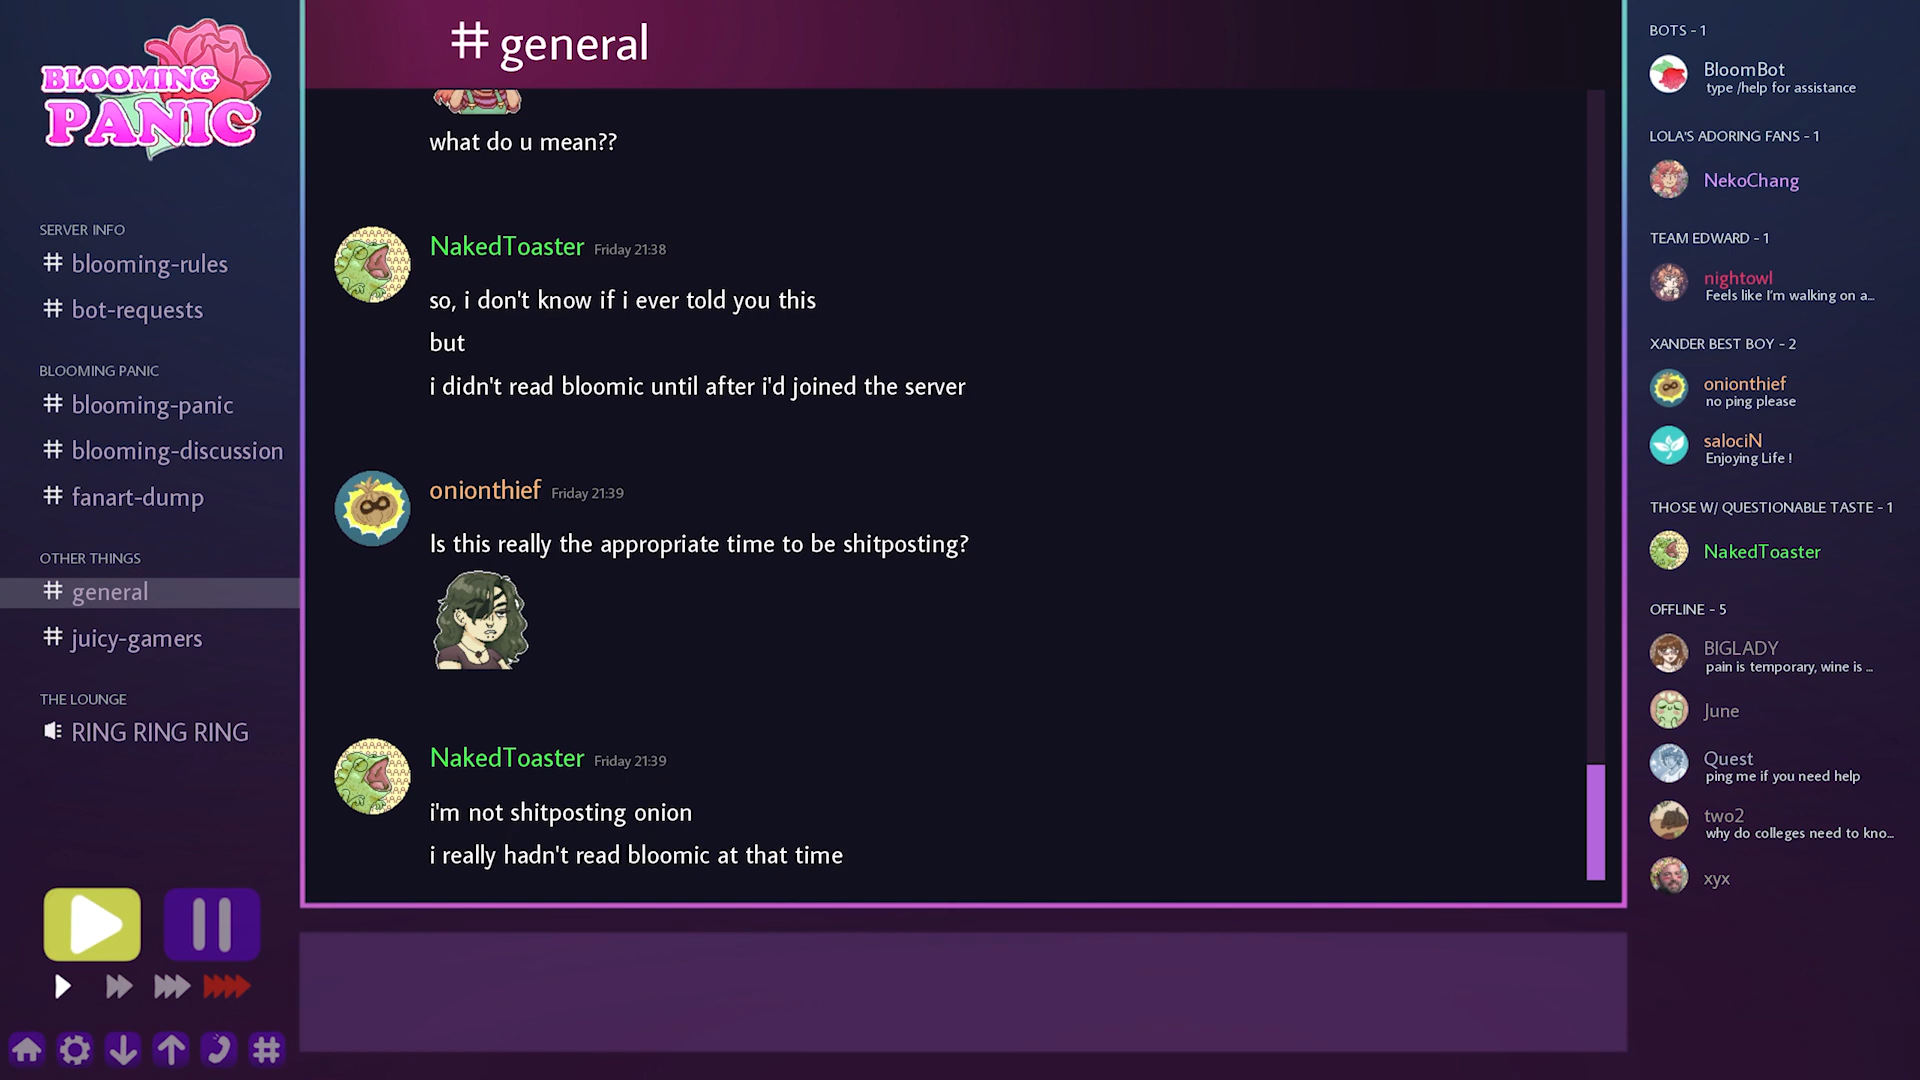 BLOOMING
PANIC
SERVER INFO
# blooming-rules
# bot-requests
BLOOMING PANIC
# blooming-panic
# blooming-discussion
# fanart-dump
OTHER THINGS
# general
# juicy-gamers
THE LOUNGE
RING RING RING
# general
what do u mean??
NakedToaster Friday 21:38
so, i don't know if i ever told you this
but
i didn't read bloomic until after i'd joined the server
onionthief Friday 21:39
Is this really the appropriate time to be shitposting?
NakedToaster Friday 21:39
i'm not shitposting onion
i really hadn't read bloomic at that time
BOTS - 1
BloomBot
type /help for assistance
LOLA'S ADORING FANS - 1
NekoChang
TEAM EDWARD - 1
nightowl
Feels like I'm walking on a...
XANDER BEST BOY - 2
onionthief
no ping please
salociN
Enjoying Life !
THOSE W/ QUESTIONABLE TASTE - 1
NakedToaster
OFFLINE - 5
BIGLADY
pain is temporary, wine is ...
June
Quest
ping me if you need help
two2
why do colleges need to kno...
xyx